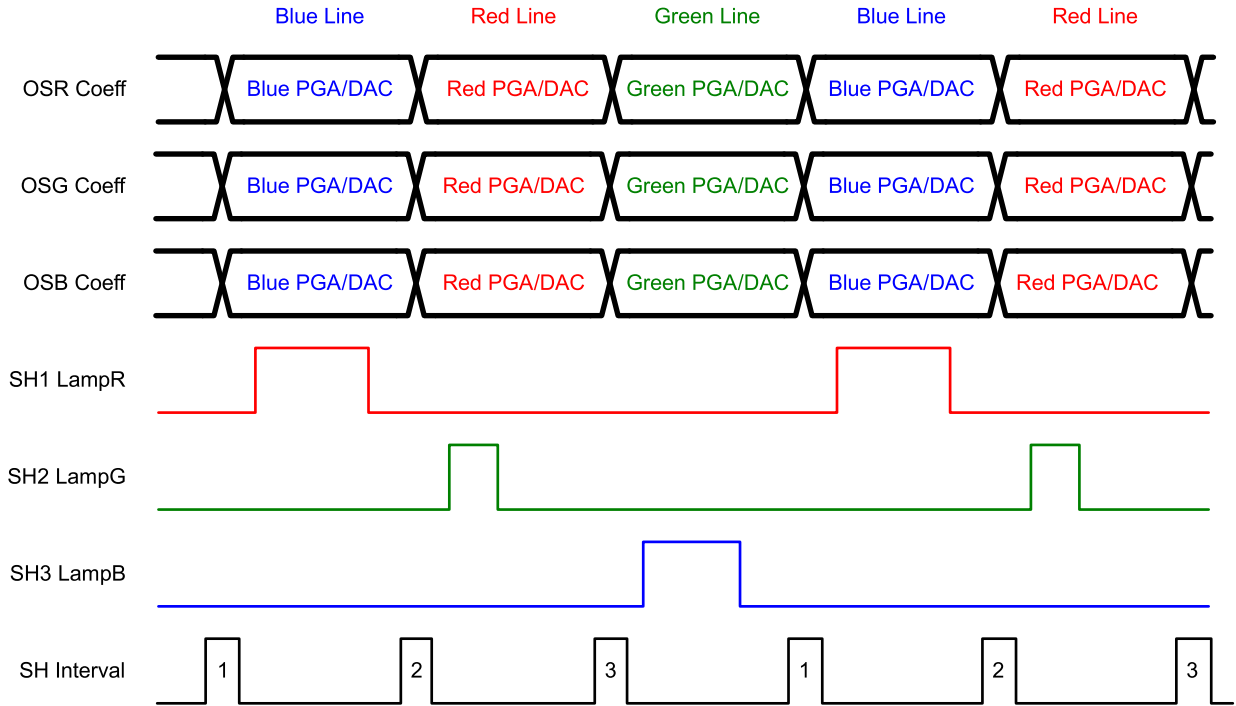 Blue Line Red Line Green Line Blue Line Red Line
OSR Coeff Blue PGA/DAC Red PGA/DAC Green PGA/DAC Blue PGA/DAC Red PGA/DAC
OSG Coeff Blue PGA/DAC Red PGA/DAC Green PGA/DAC Blue PGA/DAC Red PGA/DAC
OSB Coeff Blue PGA/DAC Red PGA/DAC Green PGA/DAC Blue PGA/DAC Red PGA/DAC
SH1 LampR
SH2 LampG
SH3 LampB
SH Interval 1 2 3 1 2 3